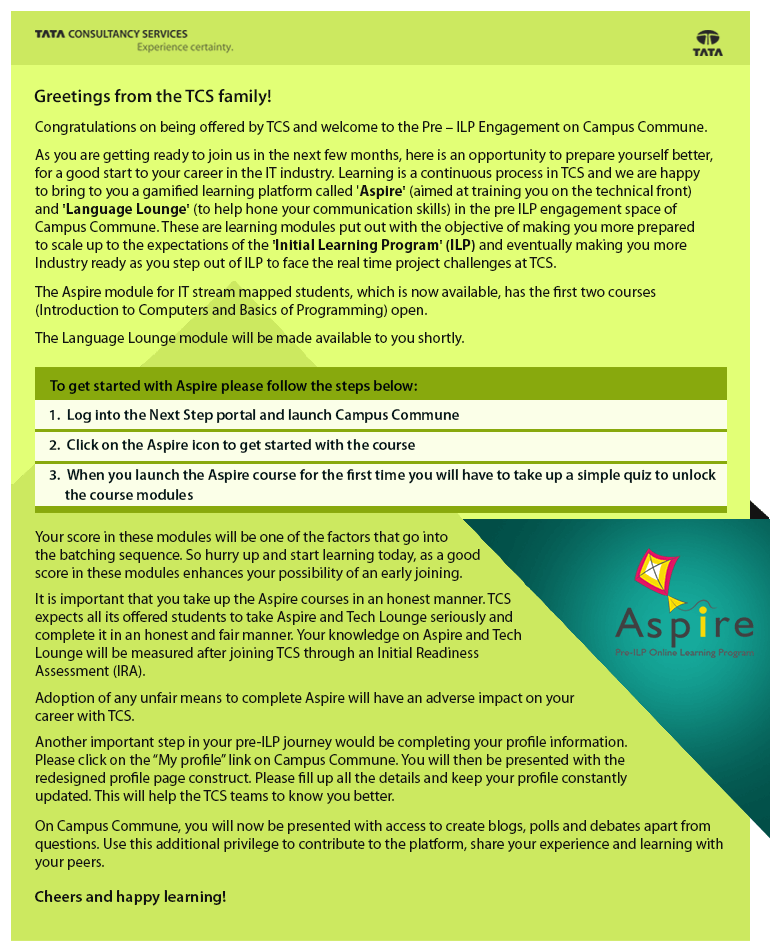 TATA CONSULTANCY SERVICES
Experience certainty.
TATA
Greetings from the TCS family!
Congratulations on being offered by TCS and welcome to the Pre – ILP Engagement on Campus Commune.
As you are getting ready to join us in the next few months, here is an opportunity to prepare yourself better,
for a good start to your career in the IT industry. Learning is a continuous process in TCS and we are happy
to bring to you a gamified learning platform called 'Aspire' (aimed at training you on the technical front)
and 'Language Lounge' (to help hone your communication skills) in the pre ILP engagement space of
Campus Commune. These are learning modules put out with the objective of making you more prepared
to scale up to the expectations of the 'Initial Learning Program' (ILP) and eventually making you more
Industry ready as you step out of ILP to face the real time project challenges at TCS.
The Aspire module for IT stream mapped students, which is now available, has the first two courses
(Introduction to Computers and Basics of Programming) open.
The Language Lounge module will be made available to you shortly.
To get started with Aspire please follow the steps below:
1. Log into the Next Step portal and launch Campus Commune
2. Click on the Aspire icon to get started with the course
3. When you launch the Aspire course for the first time you will have to take up a simple quiz to unlock
the course modules
Your score in these modules will be one of the factors that go into
the batching sequence. So hurry up and start learning today, as a good
score in these modules enhances your possibility of an early joining.
It is important that you take up the Aspire courses in an honest manner. TCS
expects all its offered students to take Aspire and Tech Lounge seriously and
complete it in an honest and fair manner. Your knowledge on Aspire and Tech
Lounge will be measured after joining TCS through an Initial Readiness
Assessment (IRA).
Aspire
Pre-ILP Online Learning Program
Adoption of any unfair means to complete Aspire will have an adverse impact on your
career with TCS.
Another important step in your pre-ILP journey would be completing your profile information.
Please click on the “My profile” link on Campus Commune. You will then be presented with the
redesigned profile page construct. Please fill up all the details and keep your profile constantly
updated. This will help the TCS teams to know you better.
On Campus Commune, you will now be presented with access to create blogs, polls and debates apart from
questions. Use this additional privilege to contribute to the platform, share your experience and learning with
your peers.
Cheers and happy learning!